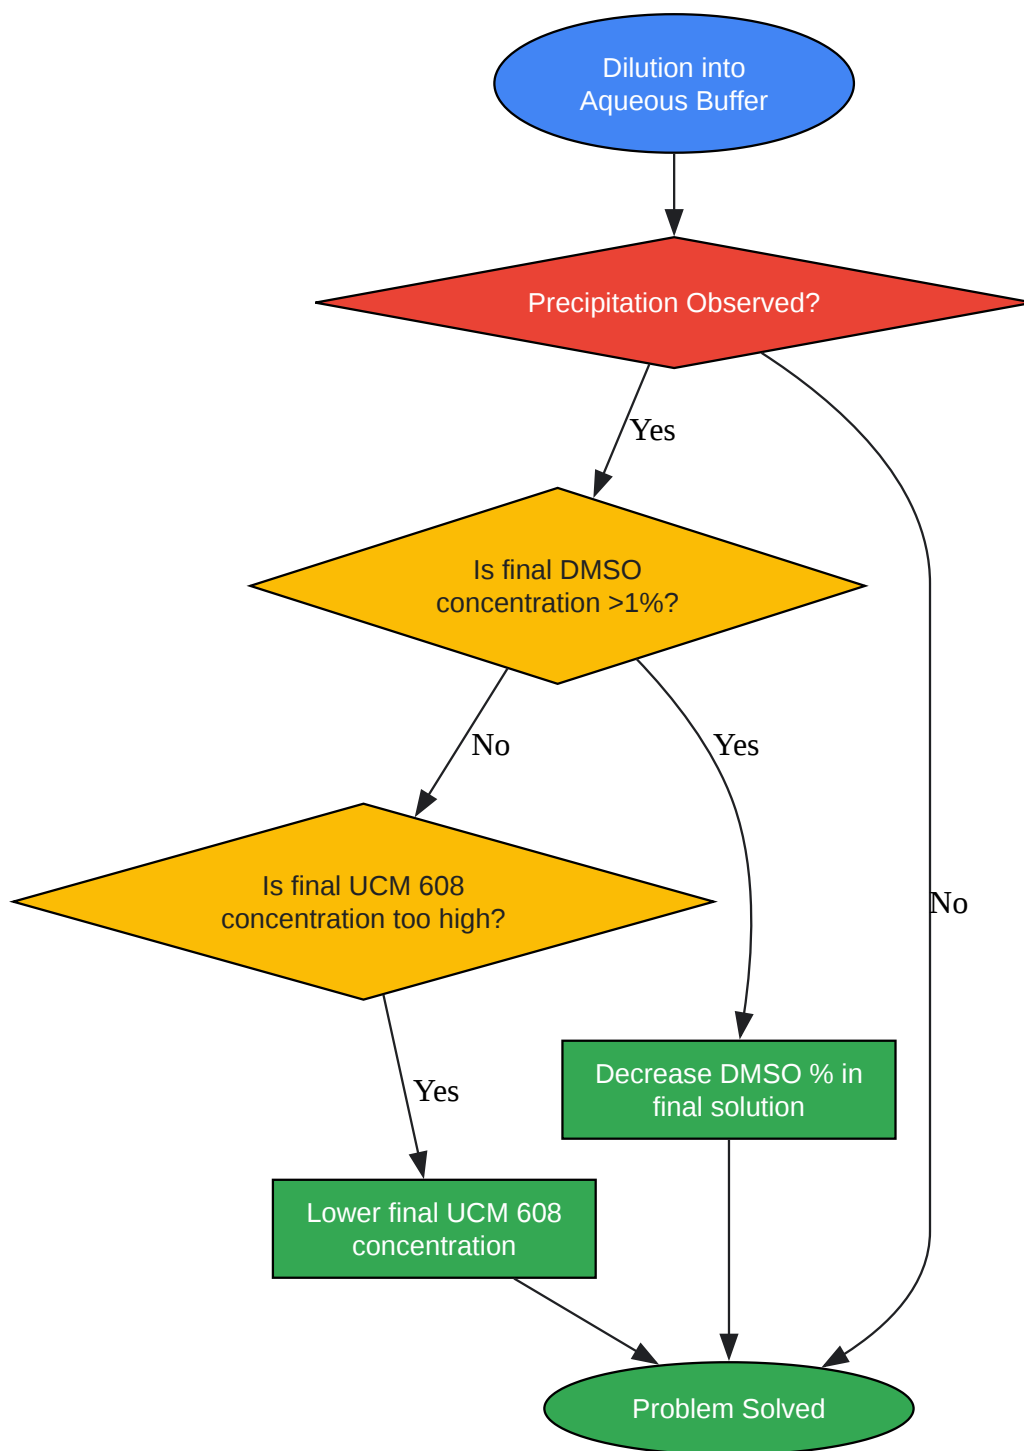 Dilution into
Aqueous Buffer
Precipitation Observed?
Yes
Is final DMSO
concentration >1%?
No
Yes
Is final UCM 608
concentration too high?
No
Yes
Decrease DMSO % in
final solution
Lower final UCM 608
concentration
Problem Solved